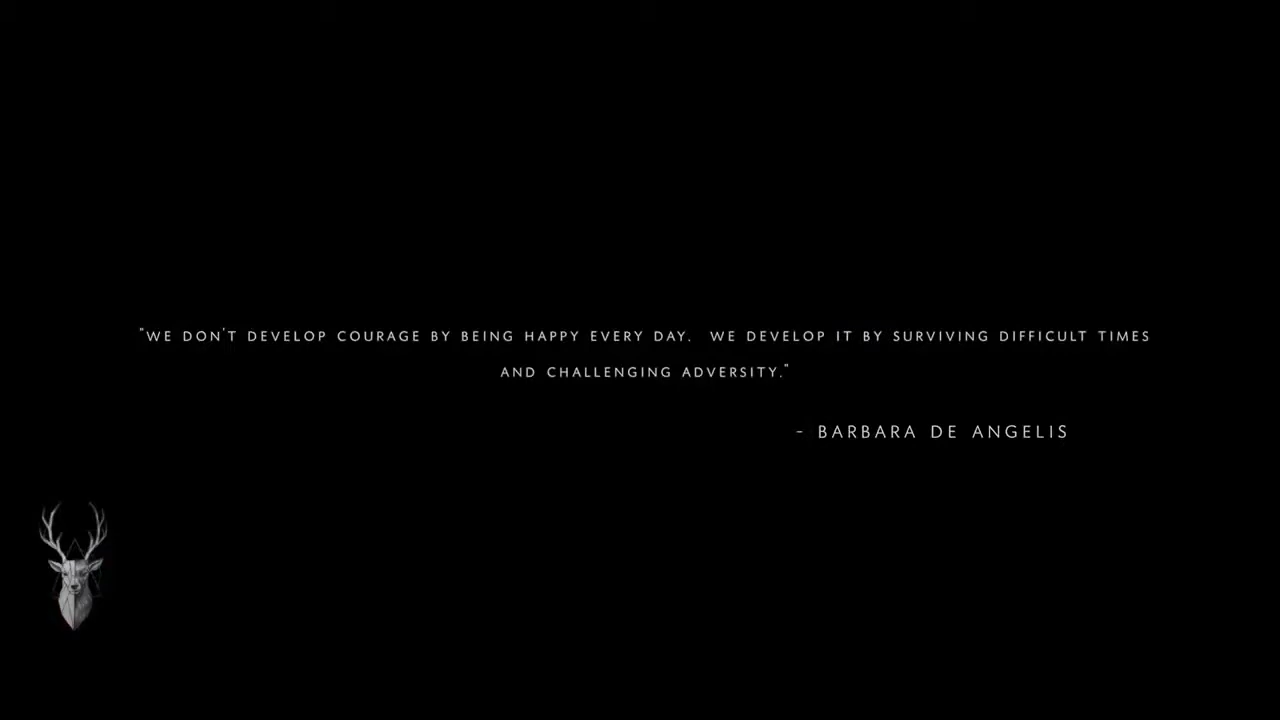 "WE DON'T DEVELOP COURAGE BY BEING HAPPY EVERY DAY.  WE DEVELOP IT BY SURVIVING DIFFICULT TIMES
AND CHALLENGING ADVERSITY."
- BARBARA DE ANGELIS